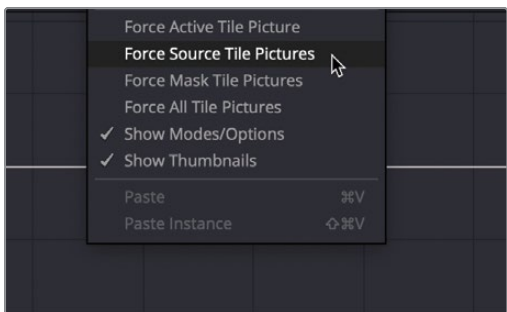 Force Active Tile Picture
Force Source Tile Pictures
Force Mask Tile Pictures
Force All Tile Pictures
✓ Show Modes/Options
✓ Show Thumbnails
Paste ⌘V
Paste Instance ⇧⌘V